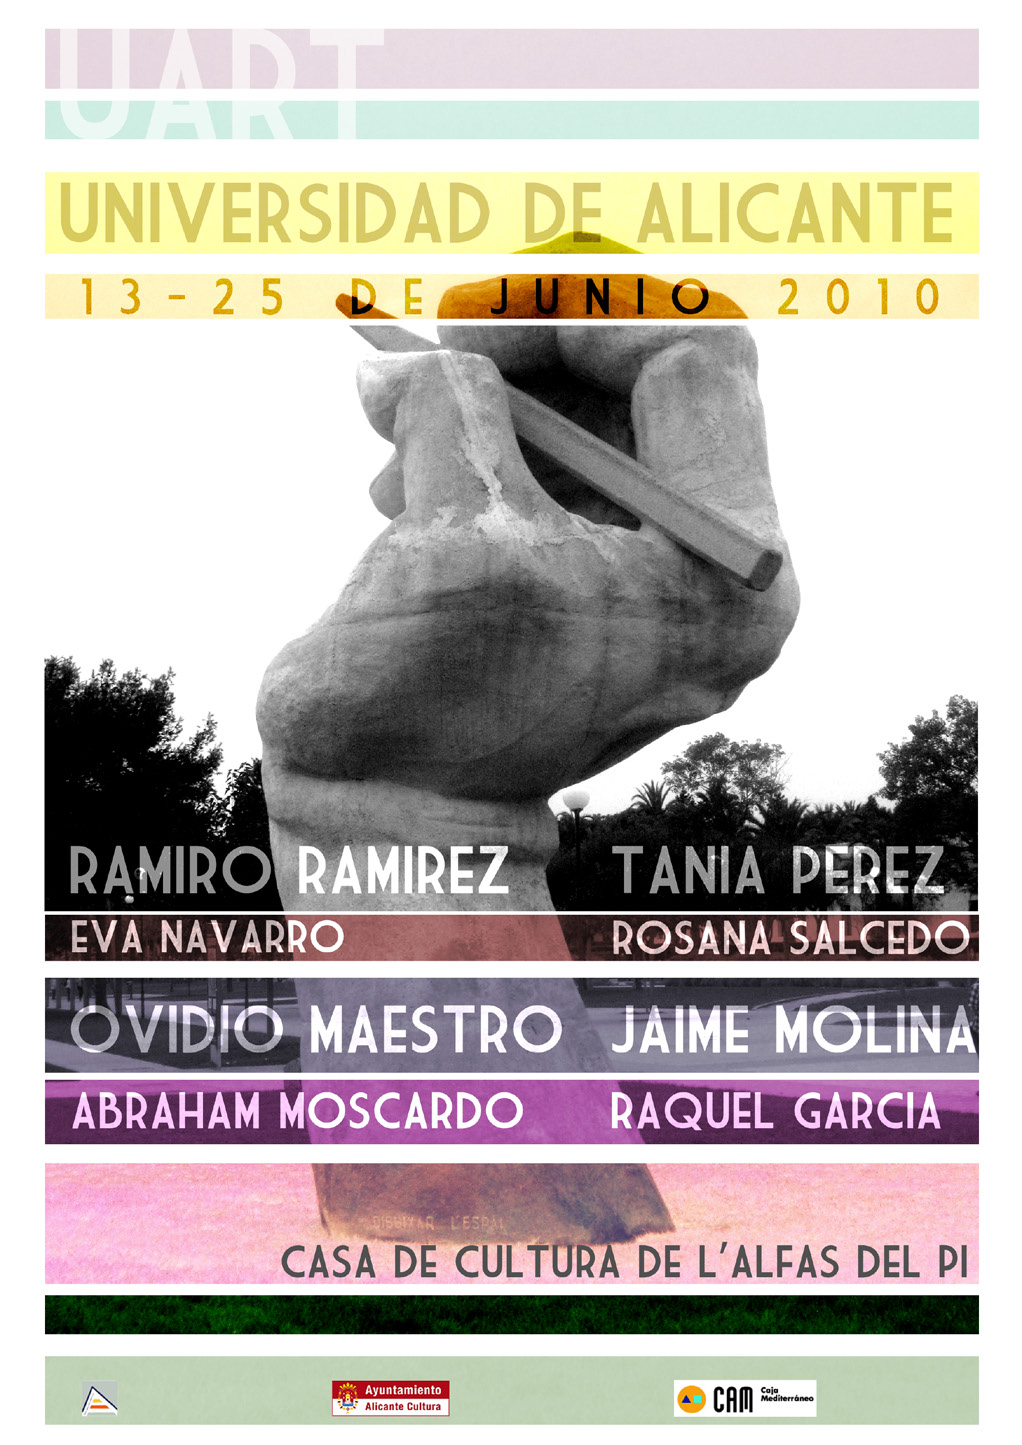 UART
UNIVERSIDAD DE ALICANTE
13-25 DE JUNIO 2010
RAMIRO RAMIREZ
TANIA PEREZ
EVA NAVARRO
ROSANA SALCEDO
OVIDIO MAESTRO
JAIME MOLINA
ABRAHAM MOSCARDO
RAQUEL GARCIA
DIBUIXAR L'ESPAI
CASA DE CULTURA DE L'ALFAS DEL PI
Ayuntamiento
Alicante Cultura
CAM
Caja
Mediterráneo